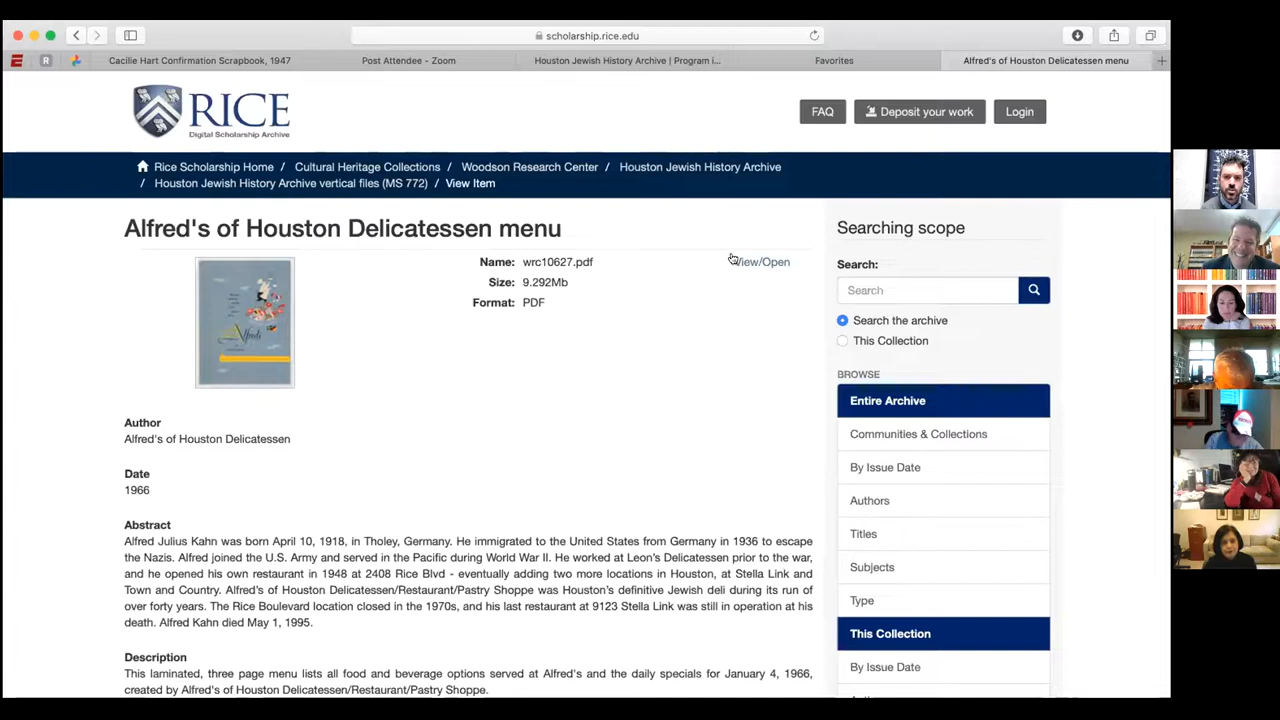 scholarship.rice.edu
Cacilie Hart Confirmation Scrapbook, 1947
Post Attendee - Zoom
Houston Jewish History Archive | Program i...
Favorites
Alfred's of Houston Delicatessen menu
RICE
Digital Scholarship Archive
FAQ
Deposit your work
Login
Rice Scholarship Home / Cultural Heritage Collections / Woodson Research Center / Houston Jewish History Archive
/ Houston Jewish History Archive vertical files (MS 772) / View Item
Alfred's of Houston Delicatessen menu
Alfred's
Name: wrc10627.pdf
View/Open
Size: 9.292Mb
Format: PDF
Author
Alfred's of Houston Delicatessen
Date
1966
Abstract
Alfred Julius Kahn was born April 10, 1918, in Tholey, Germany. He immigrated to the United States from Germany in 1936 to escape
the Nazis. Alfred joined the U.S. Army and served in the Pacific during World War II. He worked at Leon's Delicatessen prior to the war,
and he opened his own restaurant in 1948 at 2408 Rice Blvd - eventually adding two more locations in Houston, at Stella Link and
Town and Country. Alfred's of Houston Delicatessen/Restaurant/Pastry Shoppe was Houston's definitive Jewish deli during its run of
over forty years. The Rice Boulevard location closed in the 1970s, and his last restaurant at 9123 Stella Link was still in operation at his
death. Alfred Kahn died May 1, 1995.
Description
This laminated, three page menu lists all food and beverage options served at Alfred's and the daily specials for January 4, 1966,
created by Alfred's of Houston Delicatessen/Restaurant/Pastry Shoppe.
Searching scope
Search:
Search
Search the archive
This Collection
BROWSE
Entire Archive
Communities & Collections
By Issue Date
Authors
Titles
Subjects
Type
This Collection
By Issue Date